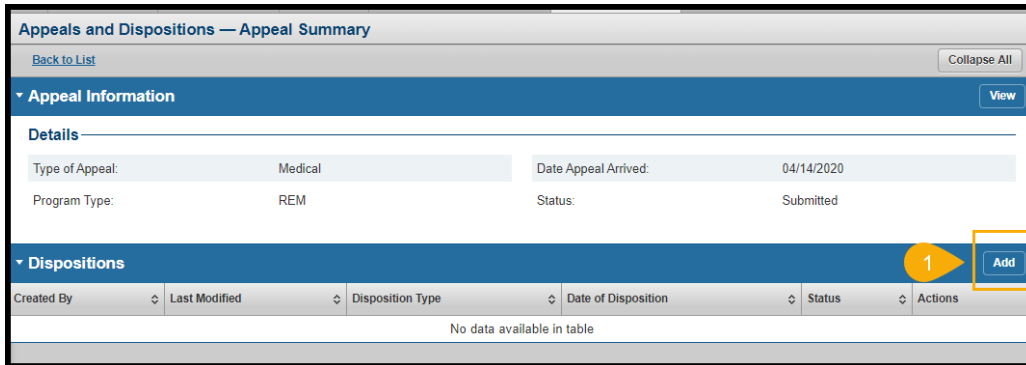 Appeals and Dispositions — Appeal Summary
Back to List Collapse All
Appeal Information View
Details
Type of Appeal: Medical Date Appeal Arrived: 04/14/2020
Program Type: REM Status: Submitted
Dispositions 1 Add
Created By Last Modified Disposition Type Date of Disposition Status Actions
No data available in table